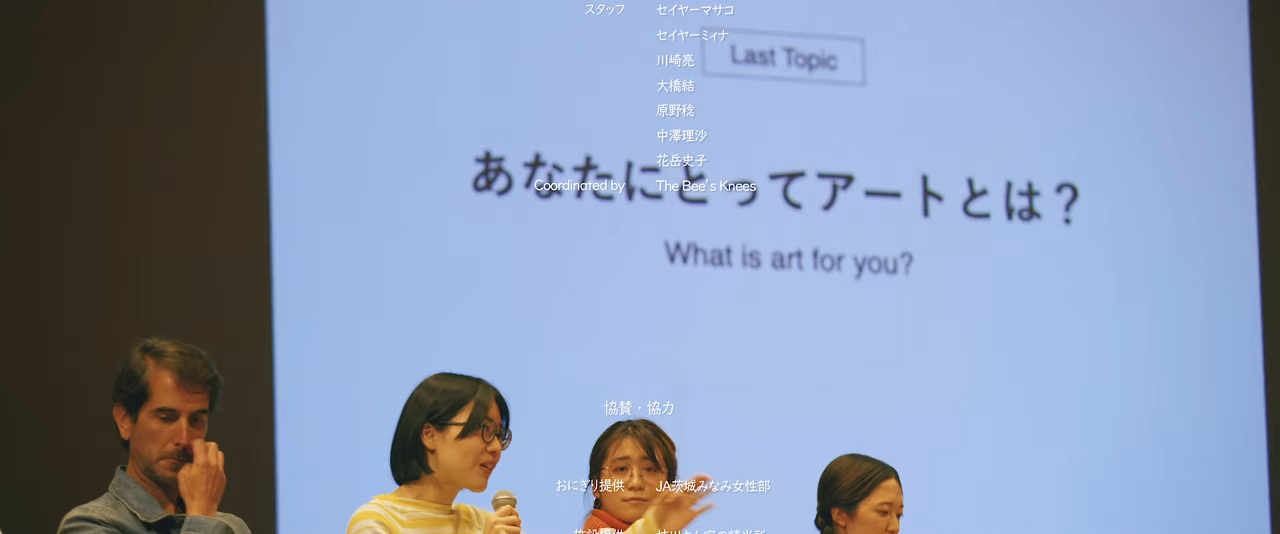 スタッフ セイヤーマサコ
セイヤーミィナ
Last Topic
川崎亮
大橋結
原野稔
中澤理沙
花岳史子
あなたにとってアートとは？
Coordinated by The Bee's Knees
What is art for you?
協賛・協力
おにぎり提供 JA茨城みなみ女性部
施設提供